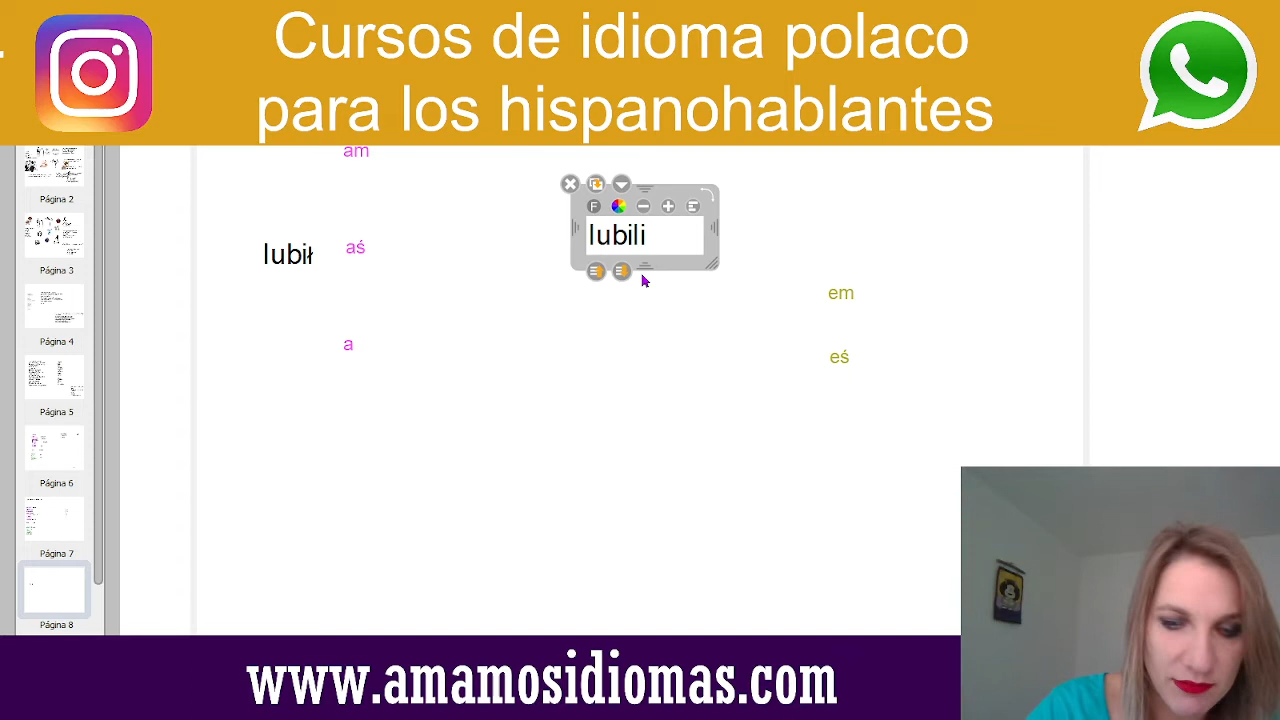 Cursos de idioma polaco
para los hispanohablantes
Página 2
Página 3
Página 4
Página 5
Página 6
Página 7
Página 8
am
lubił aś
a
F
lubili
em
eś
www.amamosidiomas.com